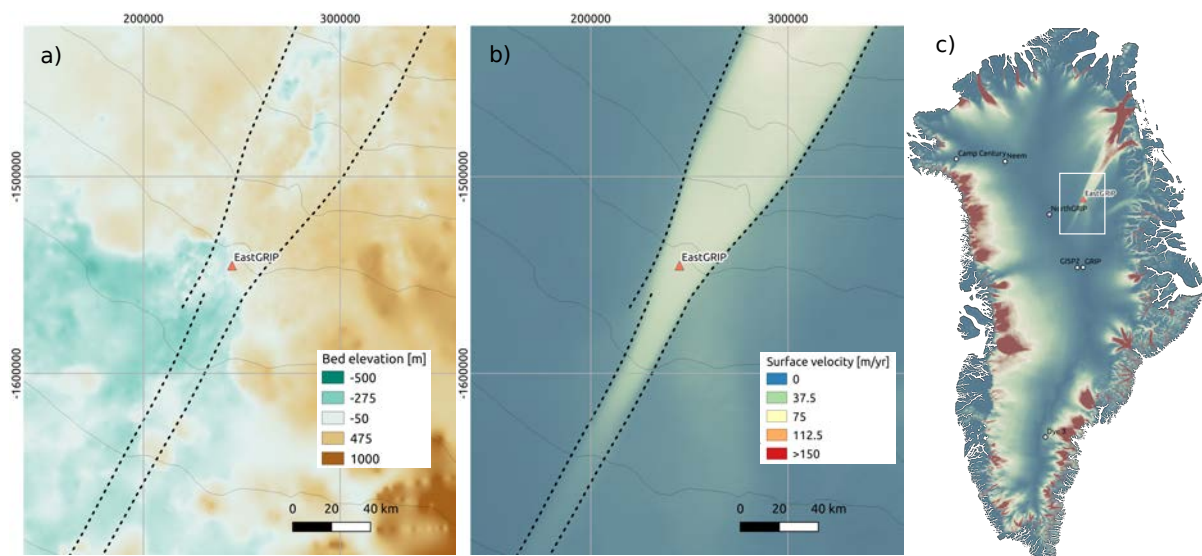 200000
300000
a)
-1500000
-1600000
EastGRIP
Bed elevation [m]
-500
-275
-50
475
1000
0
20
40 km
200000
300000
b)
-1500000
-1600000
EastGRIP
Surface velocity [m/yr]
0
37.5
75
112.5
>150
0
20
40 km
c)
Camp Century
Neem
EastGRIP
NorthGRIP
GISP2
GRIP